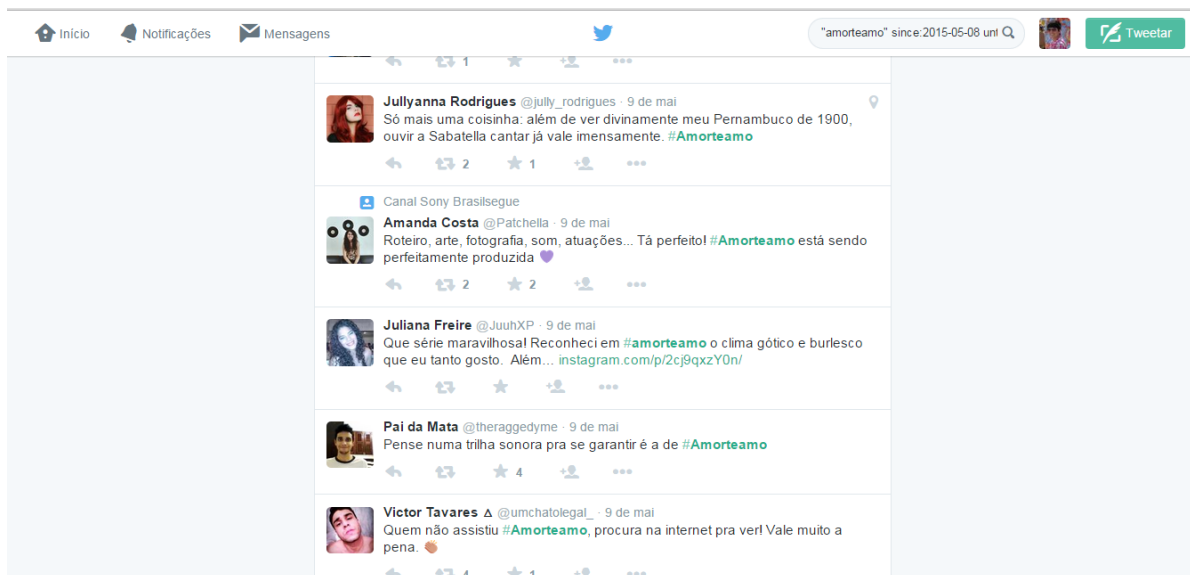 Início Notificações Mensagens "amorteamo" since:2015-05-08 unt Tweetar
1
Jullyanna Rodrigues @jully_rodrigues · 9 de mai
Só mais uma coisinha: além de ver divinamente meu Pernambuco de 1900,
ouvir a Sabatella cantar já vale imensamente. #Amorteamo
2 1
Canal Sony Brasilsegue
Amanda Costa @Patchella · 9 de mai
Roteiro, arte, fotografia, som, atuações... Tá perfeito! #Amorteamo está sendo
perfeitamente produzida 💜
2 2
Juliana Freire @JuuhXP · 9 de mai
Que série maravilhosa! Reconheci em #amorteamo o clima gótico e burlesco
que eu tanto gosto. Além... instagram.com/p/2cj9qxzY0n/
Pai da Mata @theraggedyme · 9 de mai
Pense numa trilha sonora pra se garantir é a de #Amorteamo
4
Victor Tavares Δ @umchatolegal_ · 9 de mai
Quem não assistiu #Amorteamo, procura na internet pra ver! Vale muito a
pena. 👏
4 1